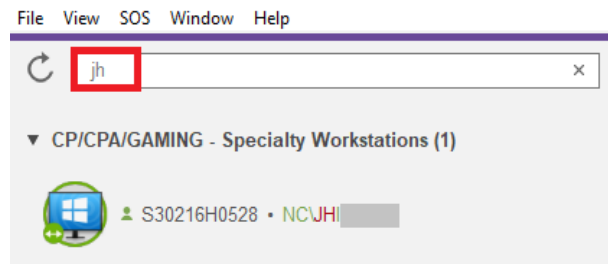 File View SOS Window Help
jh ×
▼ CP/CPA/GAMING - Specialty Workstations (1)
S30216H0528 • NC\JHI